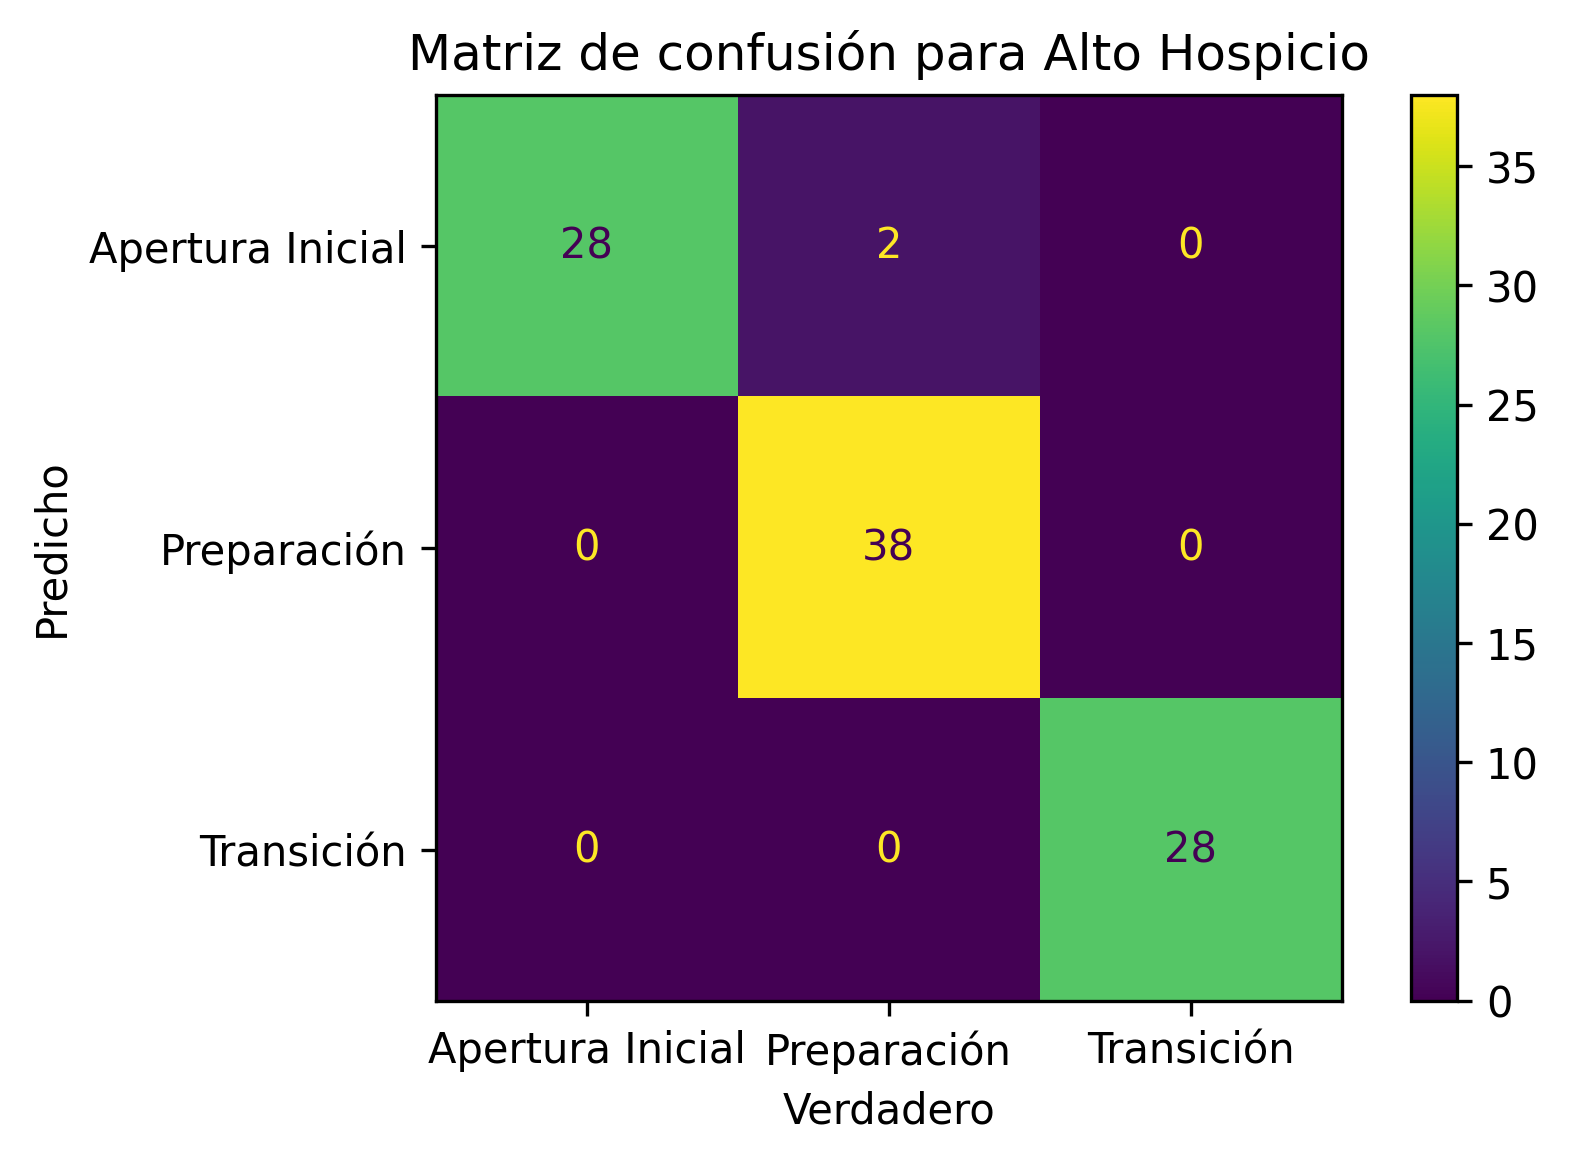 Matriz de confusión para Alto Hospicio
Predicho
Apertura Inicial
28 2 0
Preparación
0 38 0
Transición
0 0 28
Apertura Inicial Preparación Transición
Verdadero
35
30
25
20
15
10
5
0